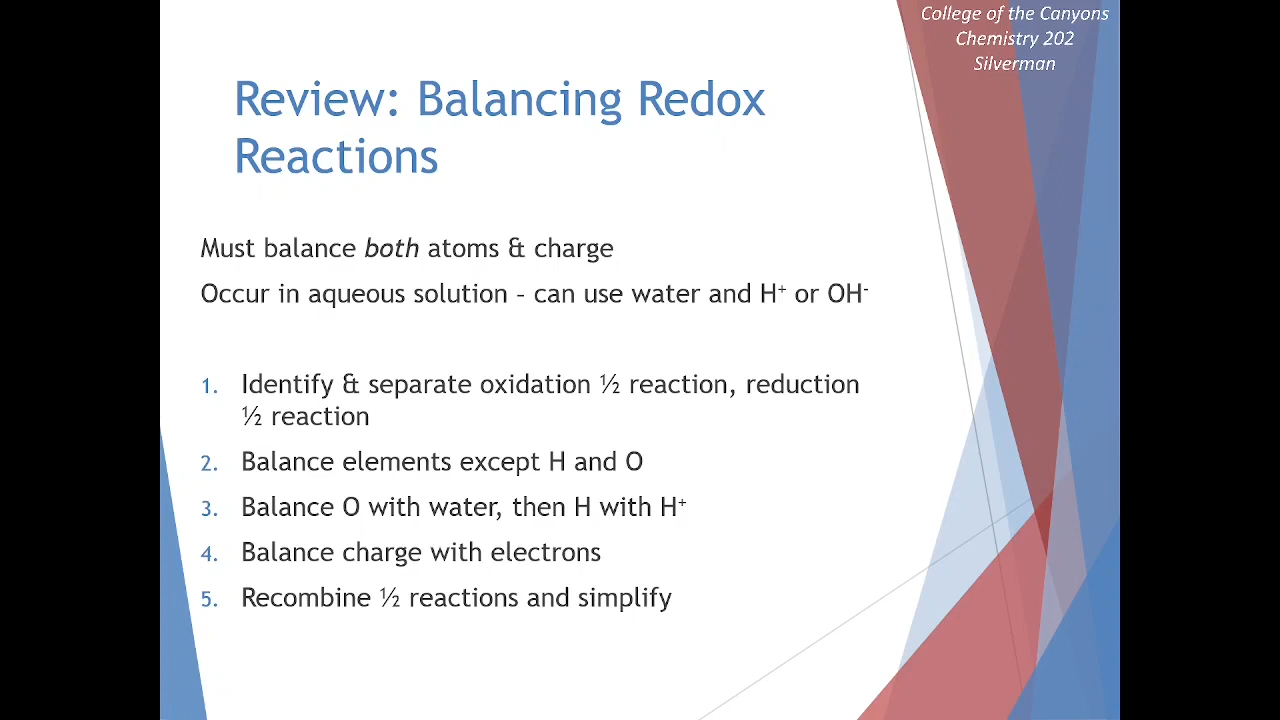 College of the Canyons
Chemistry 202
Silverman
Review: Balancing Redox
Reactions
Must balance both atoms & charge
Occur in aqueous solution – can use water and H⁺ or OH⁻
1. Identify & separate oxidation ½ reaction, reduction
½ reaction
2. Balance elements except H and O
3. Balance O with water, then H with H⁺
4. Balance charge with electrons
5. Recombine ½ reactions and simplify